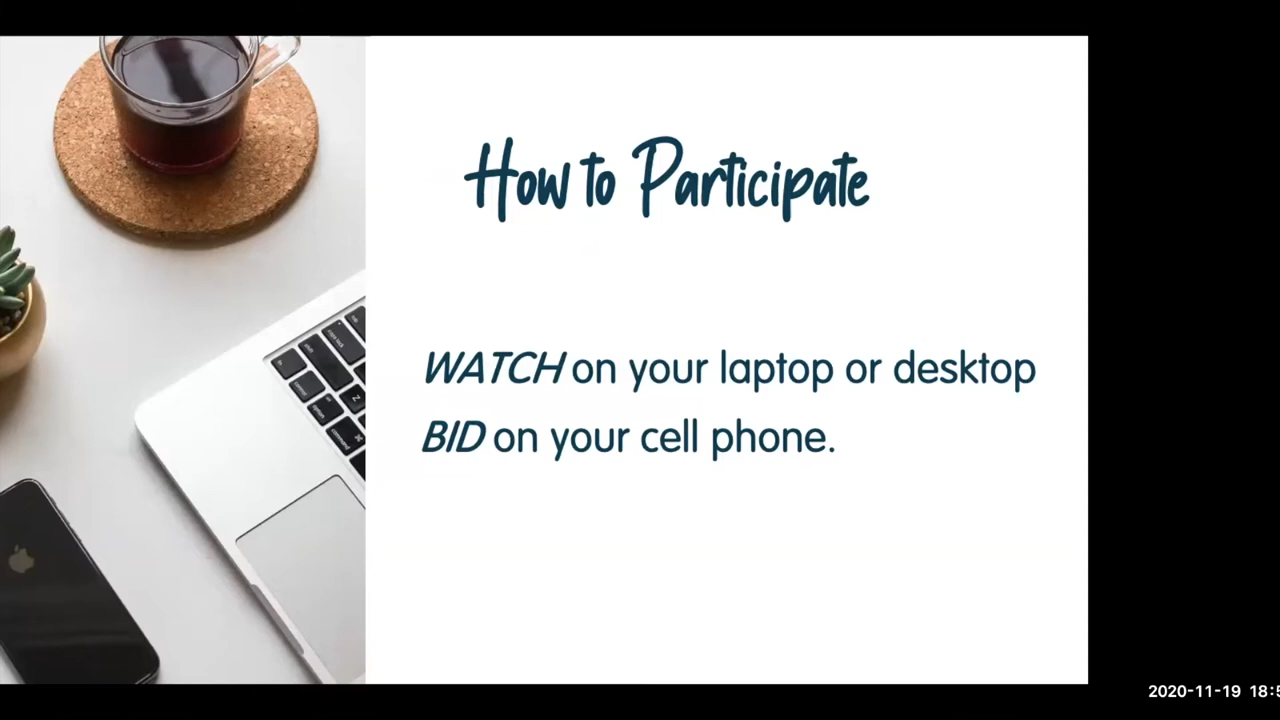 How to Participate
WATCH on your laptop or desktop
BID on your cell phone.
2020-11-19 18:5